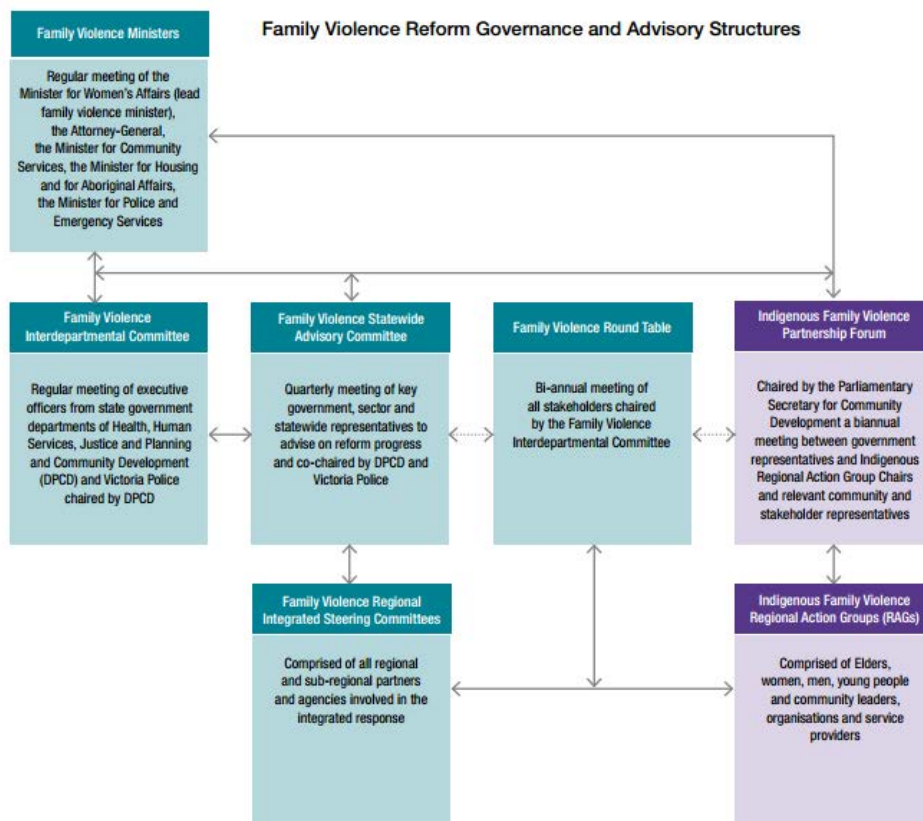 Family Violence Reform Governance and Advisory Structures
Family Violence Ministers
Regular meeting of the
Minister for Women's Affairs (lead
family violence minister),
the Attorney-General,
the Minister for Community
Services, the Minister for Housing
and for Aboriginal Affairs,
the Minister for Police and
Emergency Services
Family Violence
Interdepartmental Committee
Regular meeting of executive
officers from state government
departments of Health, Human
Services, Justice and Planning
and Community Development
(DPCD) and Victoria Police
chaired by DPCD
Family Violence Statewide
Advisory Committee
Quarterly meeting of key
government, sector and
statewide representatives to
advise on reform progress
and co-chaired by DPCD and
Victoria Police
Family Violence Round Table
Bi-annual meeting of
all stakeholders chaired
by the Family Violence
Interdepartmental Committee
Indigenous Family Violence
Partnership Forum
Chaired by the Parliamentary
Secretary for Community
Development a biannual
meeting between government
representatives and Indigenous
Regional Action Group Chairs
and relevant community and
stakeholder representatives
Family Violence Regional
Integrated Steering Committees
Comprised of all regional
and sub-regional partners
and agencies involved in the
integrated response
Indigenous Family Violence
Regional Action Groups (RAGs)
Comprised of Elders,
women, men, young people
and community leaders,
organisations and service
providers